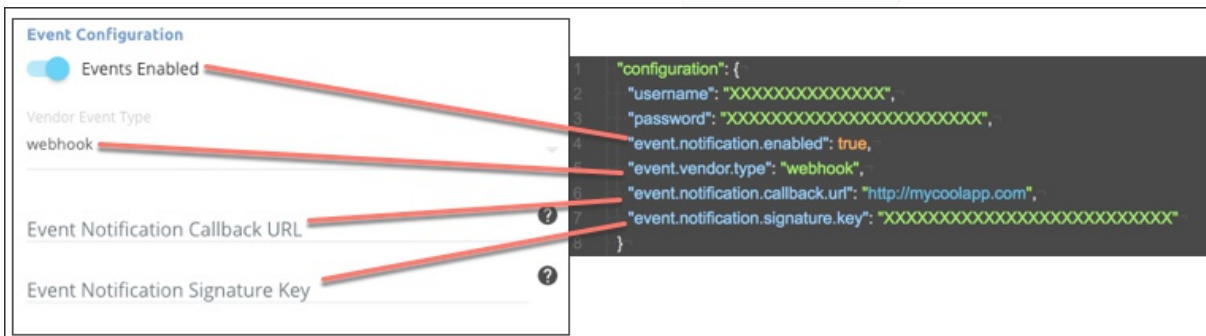 Event Configuration
Events Enabled
Vendor Event Type
webhook
Event Notification Callback URL
?
Event Notification Signature Key
?
1 "configuration": {
2 "username": "XXXXXXXXXXXXXX",
3 "password": "XXXXXXXXXXXXXXXXXXXXXXX",
4 "event.notification.enabled": true,
5 "event.vendor.type": "webhook",
6 "event.notification.callback.url": "http://mycoolapp.com",
7 "event.notification.signature.key": "XXXXXXXXXXXXXXXXXXXXXXXXXX"
8 }